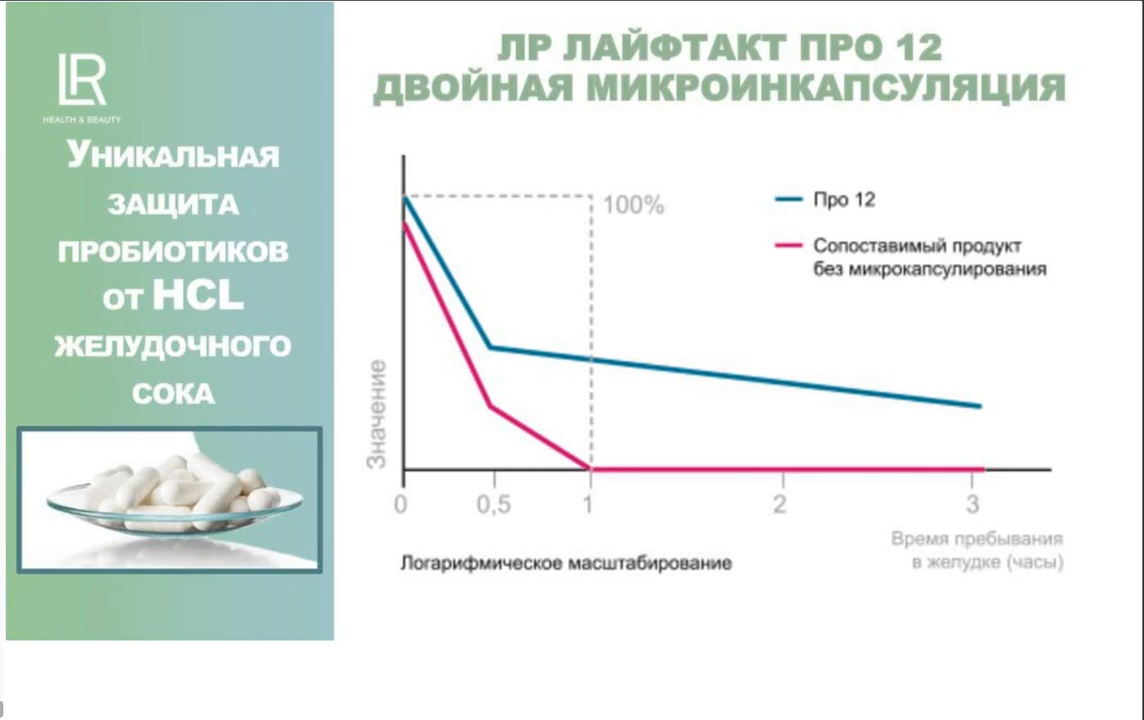 LR
HEALTH & BEAUTY
УНИКАЛЬНАЯ
ЗАЩИТА
ПРОБИОТИКОВ
ОТ HCL
ЖЕЛУДОЧНОГО
СОКА
ЛР ЛАЙФТАКТ ПРО 12
ДВОЙНАЯ МИКРОИНКАПСУЛЯЦИЯ
100%
Про 12
Сопоставимый продукт
без микрокапсулирования
Значение
0 0,5 1 2 3
Время пребывания
в желудке (часы)
Логарифмическое масштабирование